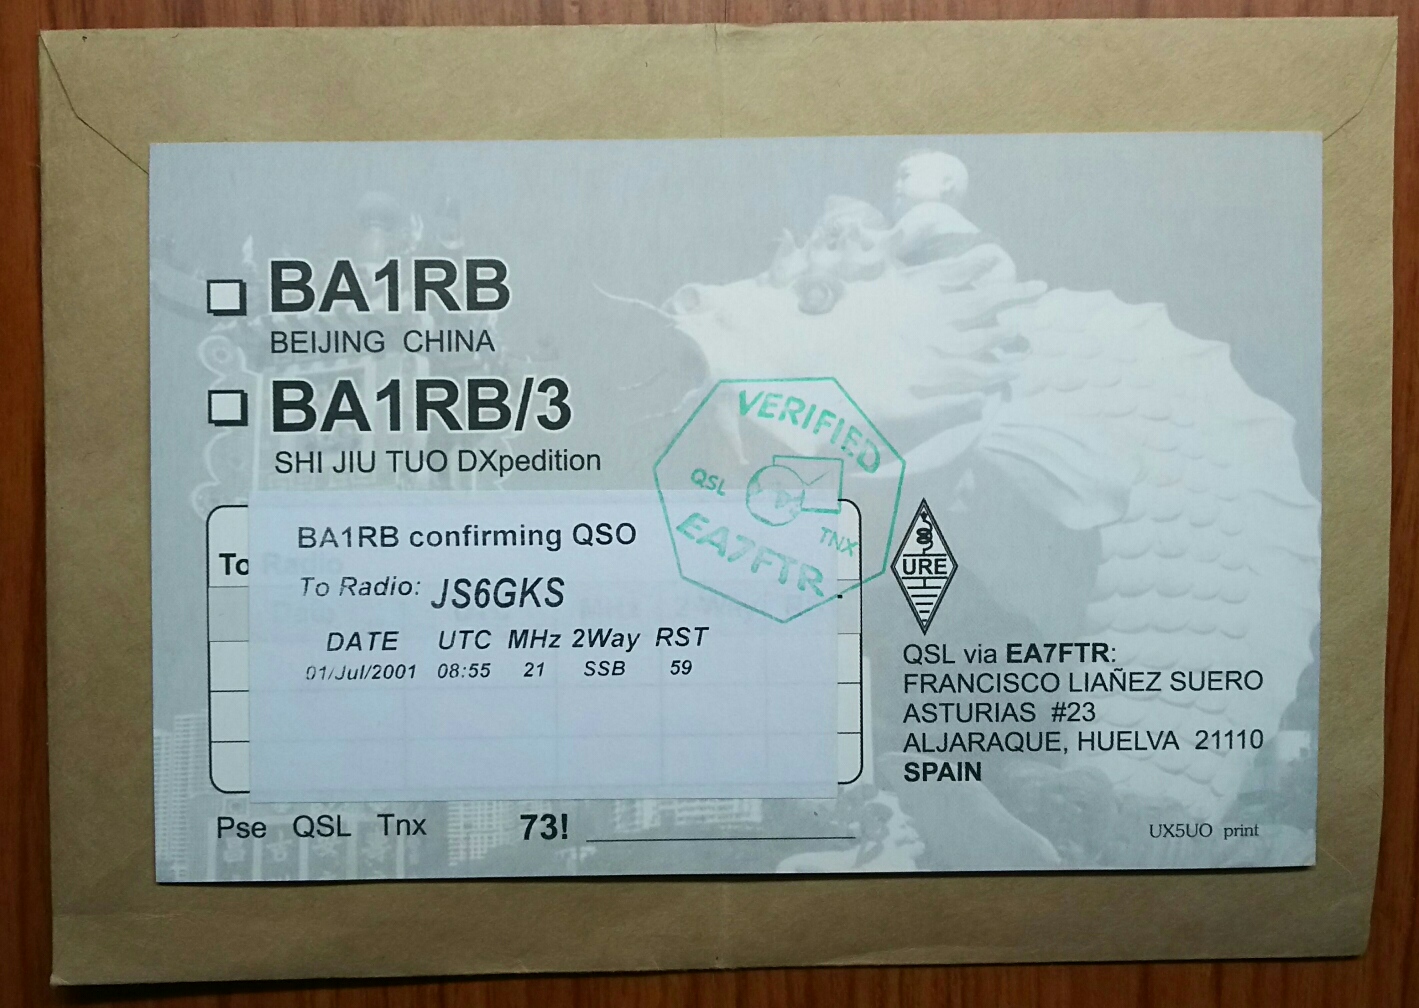 BA1RB
BEIJING CHINA
BA1RB/3
SHI JIU TUO DXpedition
VERIFIED
QSL
TNX
EA7FTR
To Radio
BA1RB confirming QSO
To Radio: JS6GKS
DATE UTC MHz 2Way RST
01/Jul/2001 08:55 21 SSB 59
URE
QSL via EA7FTR:
FRANCISCO LIAÑEZ SUERO
ASTURIAS #23
ALJARAQUE, HUELVA 21110
SPAIN
Pse QSL Tnx 73!
UX5UO print